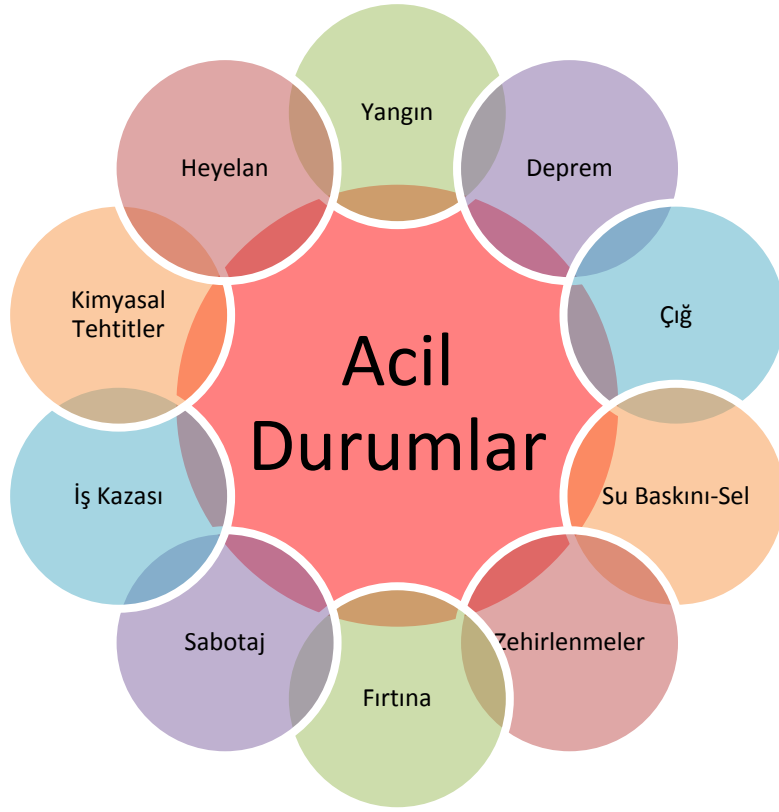 Yangın
Deprem
Çığ
Su Baskını-Sel
Zehirlenmeler
Fırtına
Sabotaj
İş Kazası
Kimyasal
Tehtitler
Heyelan
Acil
Durumlar